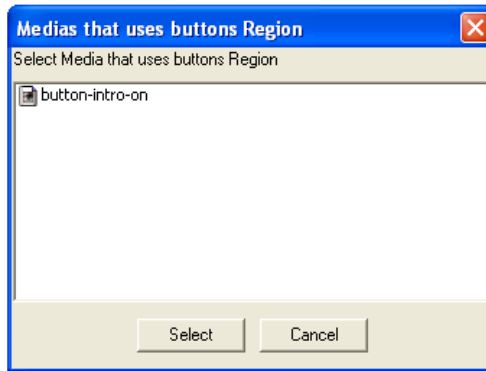 Medias that uses buttons Region
Select Media that uses buttons Region
button-intro-on
Select Cancel